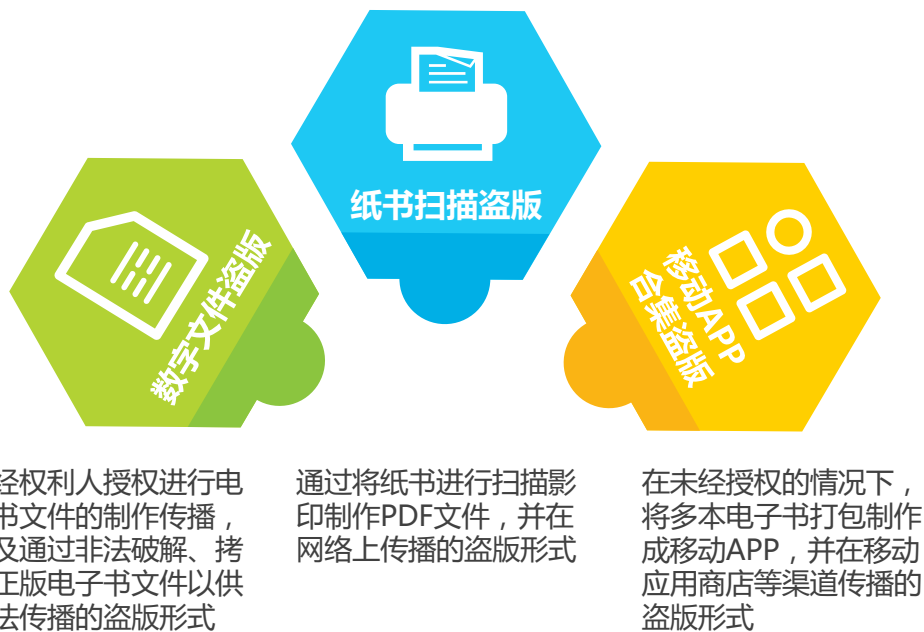 纸书扫描盗版
数字文件盗版
移动APP
合集盗版
经权利人授权进行电
书文件的制作传播，
及通过非法破解、拷
正版电子书文件以供
法传播的盗版形式
通过将纸书进行扫描影
印制作PDF文件，并在
网络上传播的盗版形式
在未经授权的情况下，
将多本电子书打包制作
成移动APP，并在移动
应用商店等渠道传播的
盗版形式